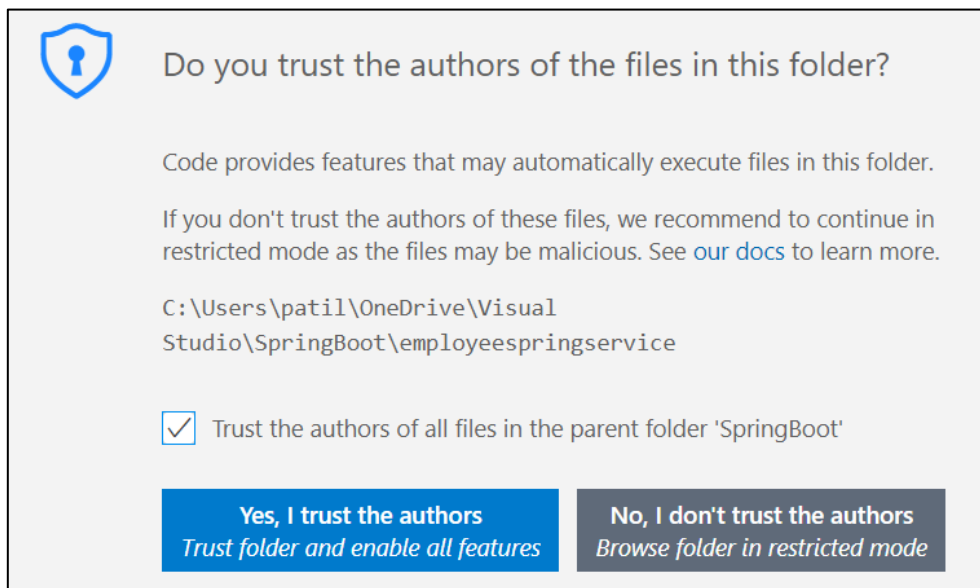 Do you trust the authors of the files in this folder?
Code provides features that may automatically execute files in this folder.
If you don't trust the authors of these files, we recommend to continue in
restricted mode as the files may be malicious. See our docs to learn more.
C:\Users\patil\OneDrive\Visual
Studio\SpringBoot\employeespringservice
Trust the authors of all files in the parent folder 'SpringBoot'
Yes, I trust the authors
Trust folder and enable all features
No, I don't trust the authors
Browse folder in restricted mode